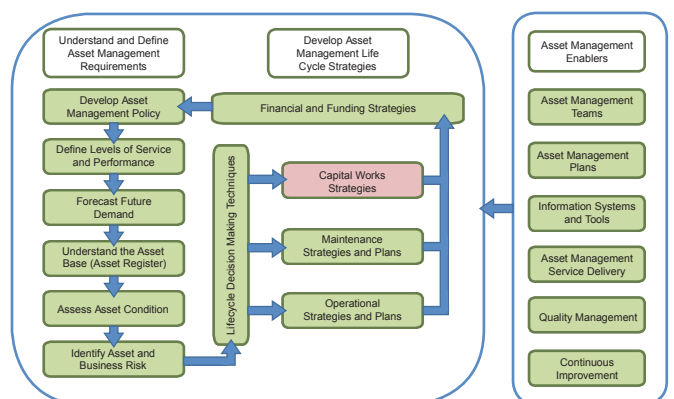 Understand and Define
Asset Management
Requirements
Develop Asset
Management Policy
Define Levels of Service
and Performance
Forecast Future
Demand
Understand the Asset
Base (Asset Register)
Assess Asset Condition
Identify Asset and
Business Risk
Develop Asset
Management Life
Cycle Strategies
Financial and Funding Strategies
Lifecycle Decision Making Techniques
Capital Works
Strategies
Maintenance
Strategies and Plans
Operational
Strategies and Plans
Asset Management
Enablers
Asset Management
Teams
Asset Management
Plans
Information Systems
and Tools
Asset Management
Service Delivery
Quality Management
Continuous
Improvement